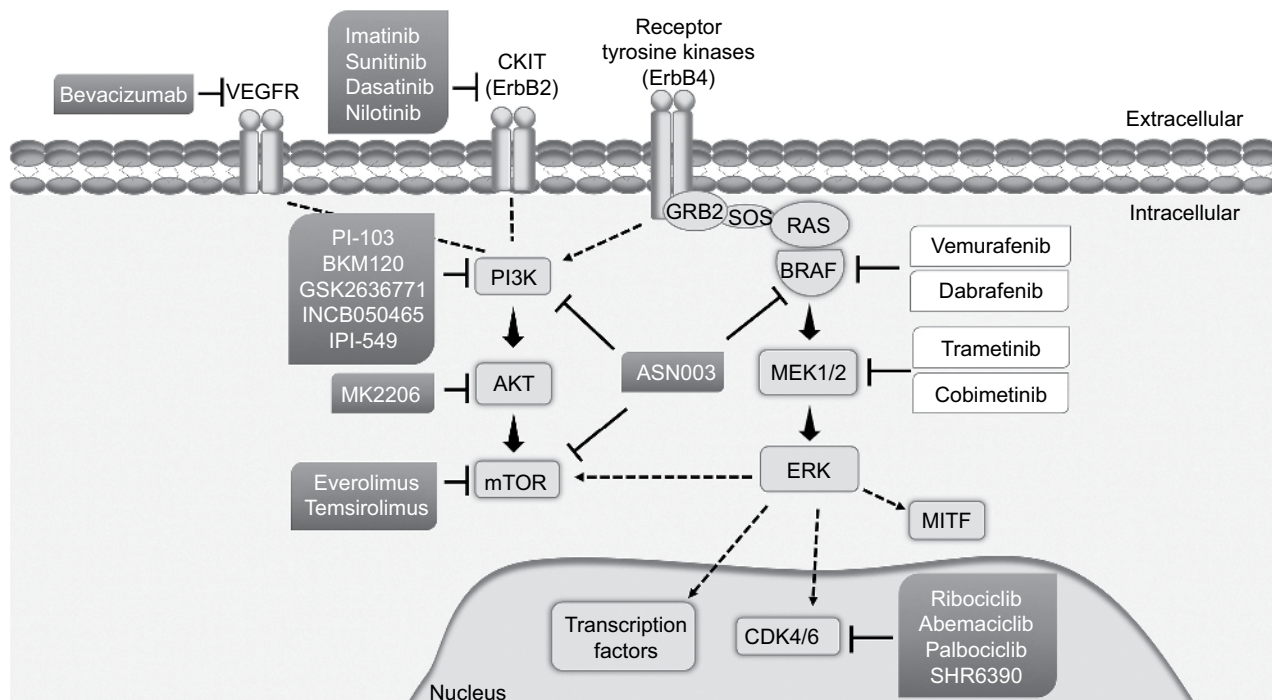 Imatinib
Sunitinib
Dasatinib
Nilotinib
Receptor
tyrosine kinases
(ErbB4)
CKIT
(ErbB2)
Bevacizumab
VEGFR
Extracellular
Intracellular
GRB2
SOS
RAS
BRAF
PI-103
BKM120
GSK2636771
INCB050465
IPI-549
PI3K
Vemurafenib
Dabrafenib
Trametinib
Cobimetinib
MK2206
AKT
ASN003
MEK1/2
Everolimus
Temsirolimus
mTOR
ERK
MITF
Transcription
factors
CDK4/6
Ribociclib
Abemaciclib
Palbociclib
SHR6390
Nucleus